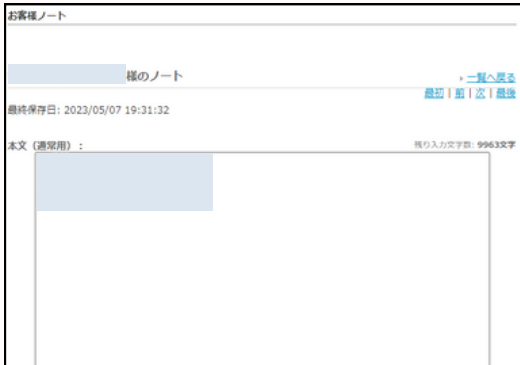 お客様ノート
様のノート
› 一覧へ戻る
最初 | 前 | 次 | 最後
最終保存日: 2023/05/07 19:31:32
本文（通常用）：
残り入力文字数: 9963文字